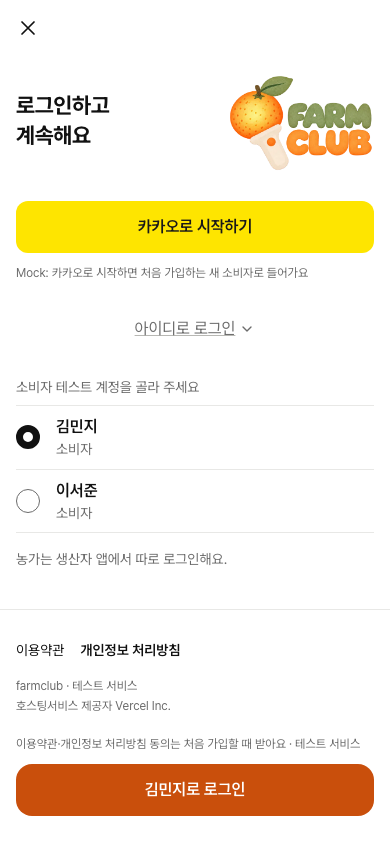 로그인하고
계속해요
FARM
CLUB
카카오로 시작하기
Mock: 카카오로 시작하면 처음 가입하는 새 소비자로 들어가요
아이디로 로그인
소비자 테스트 계정을 골라 주세요
김민지
소비자
이서준
소비자
농가는 생산자 앱에서 따로 로그인해요.
이용약관 개인정보 처리방침
farmclub · 테스트 서비스
호스팅서비스 제공자 Vercel Inc.
이용약관·개인정보 처리방침 동의는 처음 가입할 때 받아요 · 테스트 서비스
김민지로 로그인